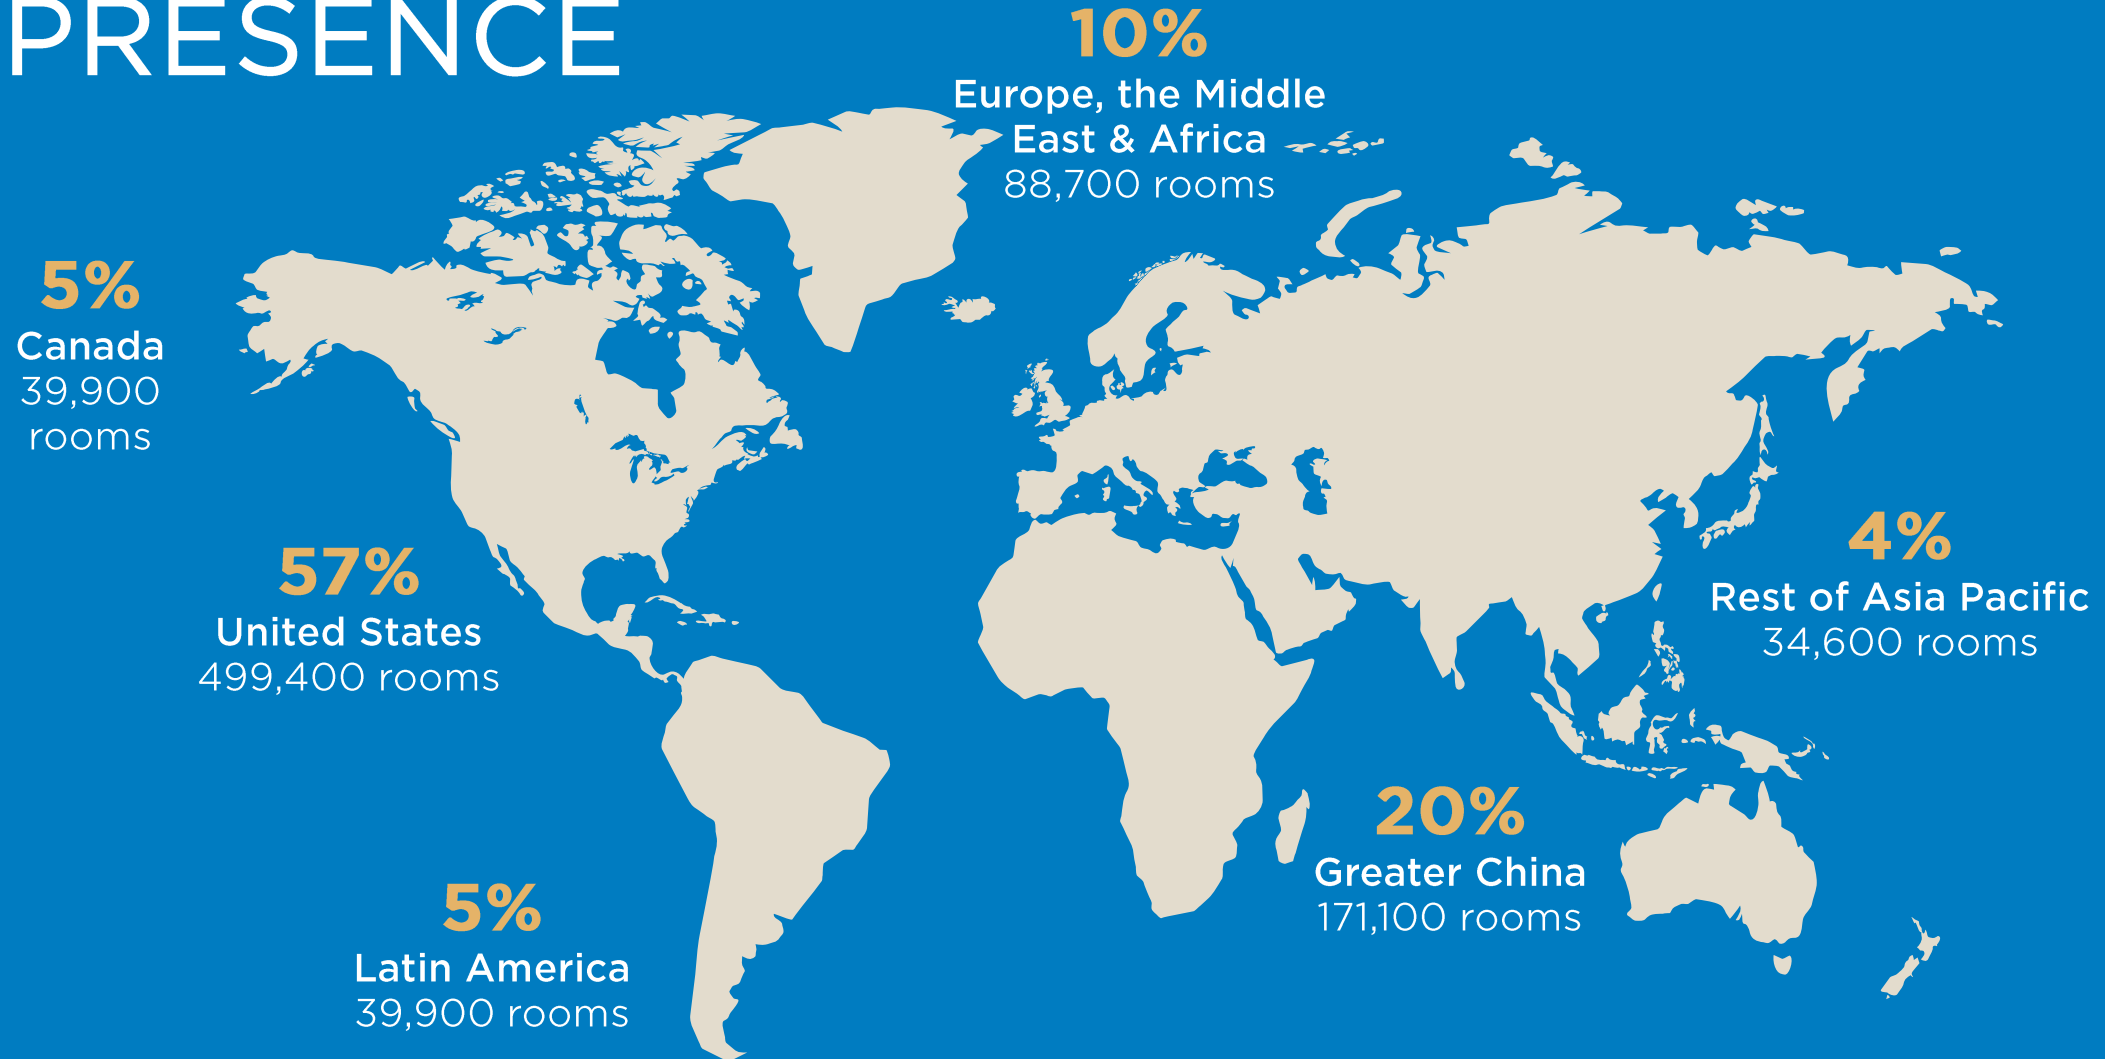 PRESENCE
10%
Europe, the Middle
East & Africa
88,700 rooms
5%
Canada
39,900
rooms
57%
United States
499,400 rooms
4%
Rest of Asia Pacific
34,600 rooms
20%
Greater China
171,100 rooms
5%
Latin America
39,900 rooms